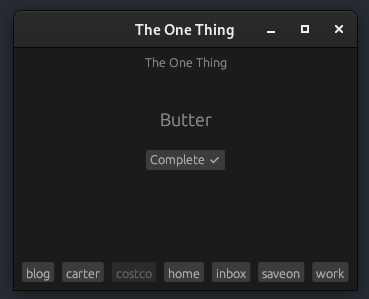 The One Thing
The One Thing
Butter
Complete ✓
blog carter costco home inbox saveon work